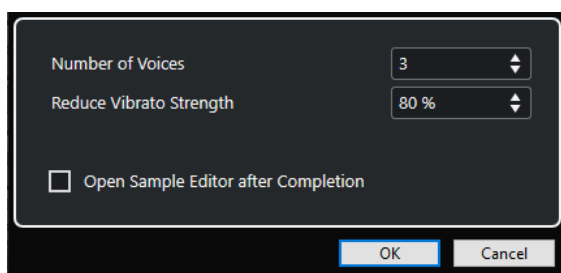 Number of Voices 3
Reduce Vibrato Strength 80 %
Open Sample Editor after Completion
OK Cancel